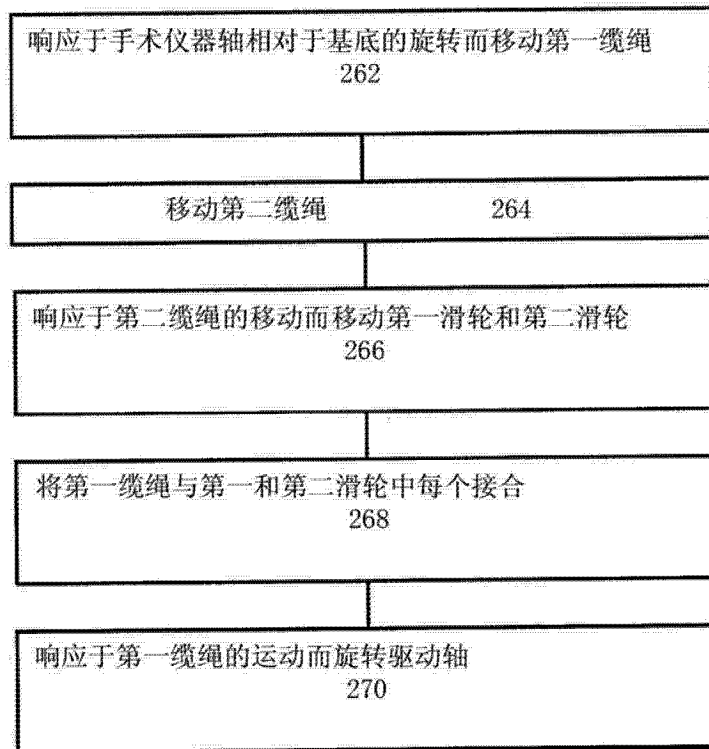 响应于手术仪器轴相对于基底的旋转而移动第一缆绳
262
移动第二缆绳 264
响应于第二缆绳的移动而移动第一滑轮和第二滑轮
266
将第一缆绳与第一和第二滑轮中每个接合
268
响应于第一缆绳的运动而旋转驱动轴
270